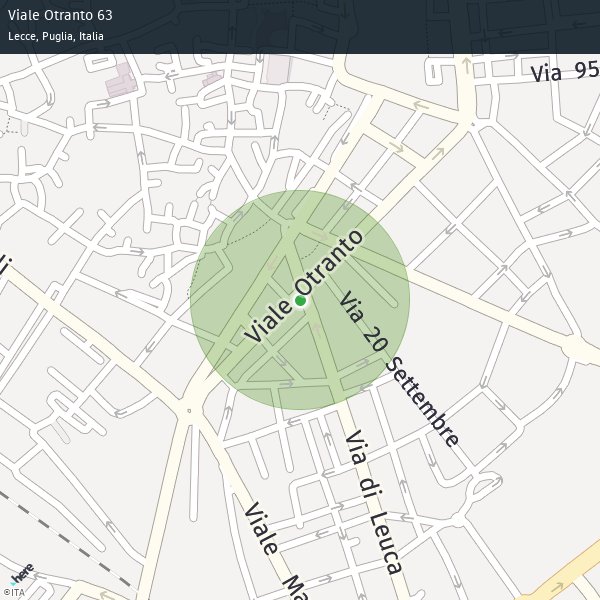 Viale Otranto 63
Lecce, Puglia, Italia
Via 95
Viale Otranto
li
Via 20 Settembre
Via di Leuca
Viale Ma
here
©ITA